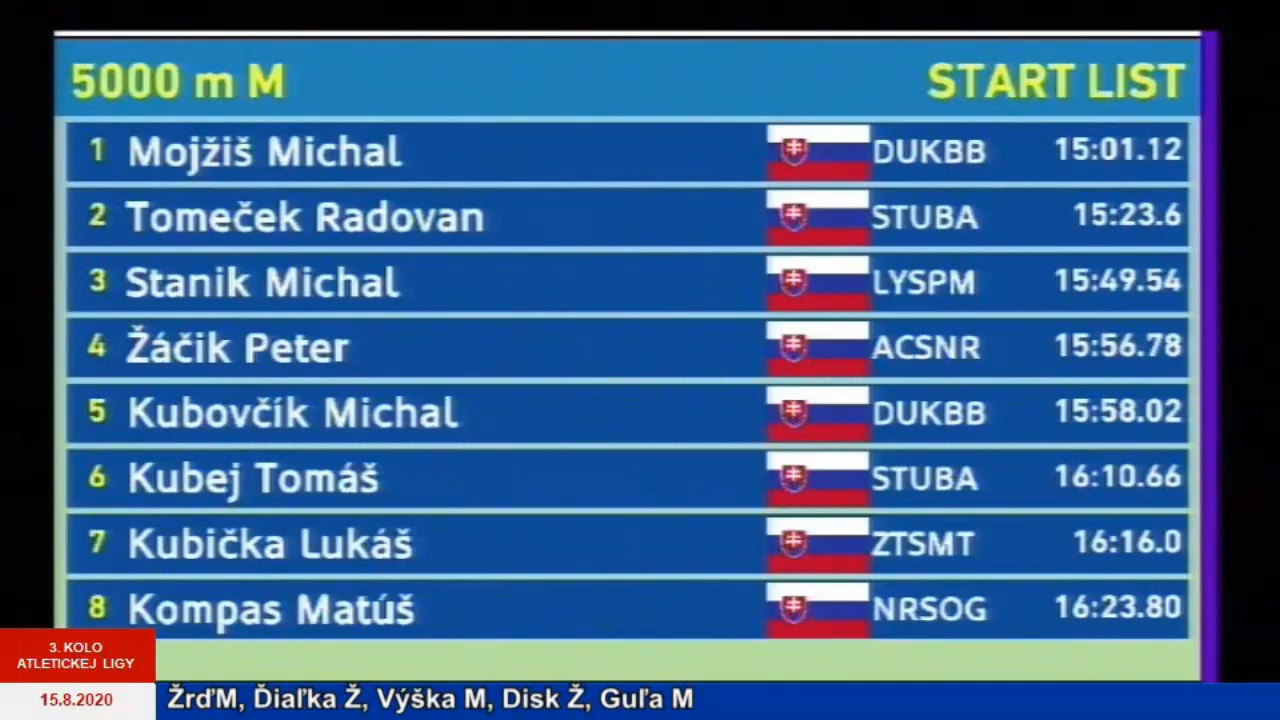 5000 m M START LIST
1 Mojžiš Michal DUKBB 15:01.12
2 Tomeček Radovan STUBA 15:23.6
3 Stanik Michal LYSPM 15:49.54
4 Žáčik Peter ACSNR 15:56.78
5 Kubovčík Michal DUKBB 15:58.02
6 Kubej Tomáš STUBA 16:10.66
7 Kubička Lukáš ZTSMT 16:16.0
8 Kompas Matúš NRSOG 16:23.80
3. KOLO
ATLETICKEJ LIGY
15.8.2020 ŽrďM, Ďiaľka Ž, Výška M, Disk Ž, Guľa M